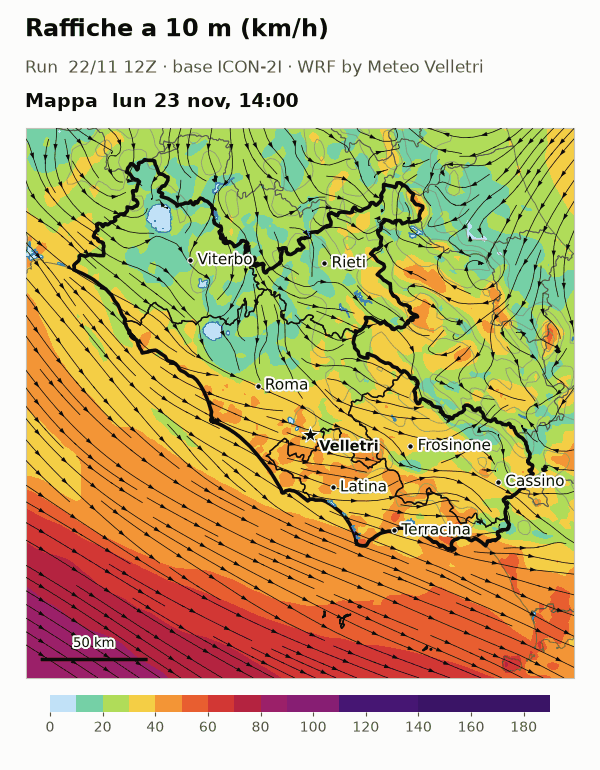 Raffiche a 10 m (km/h)
Run 22/11 12Z · base ICON-2I · WRF by Meteo Velletri
Mappa lun 23 nov, 14:00
Viterbo
Rieti
Roma
Velletri
Frosinone
Cassino
Latina
Terracina
50 km
0 20 40 60 80 100 120 140 160 180